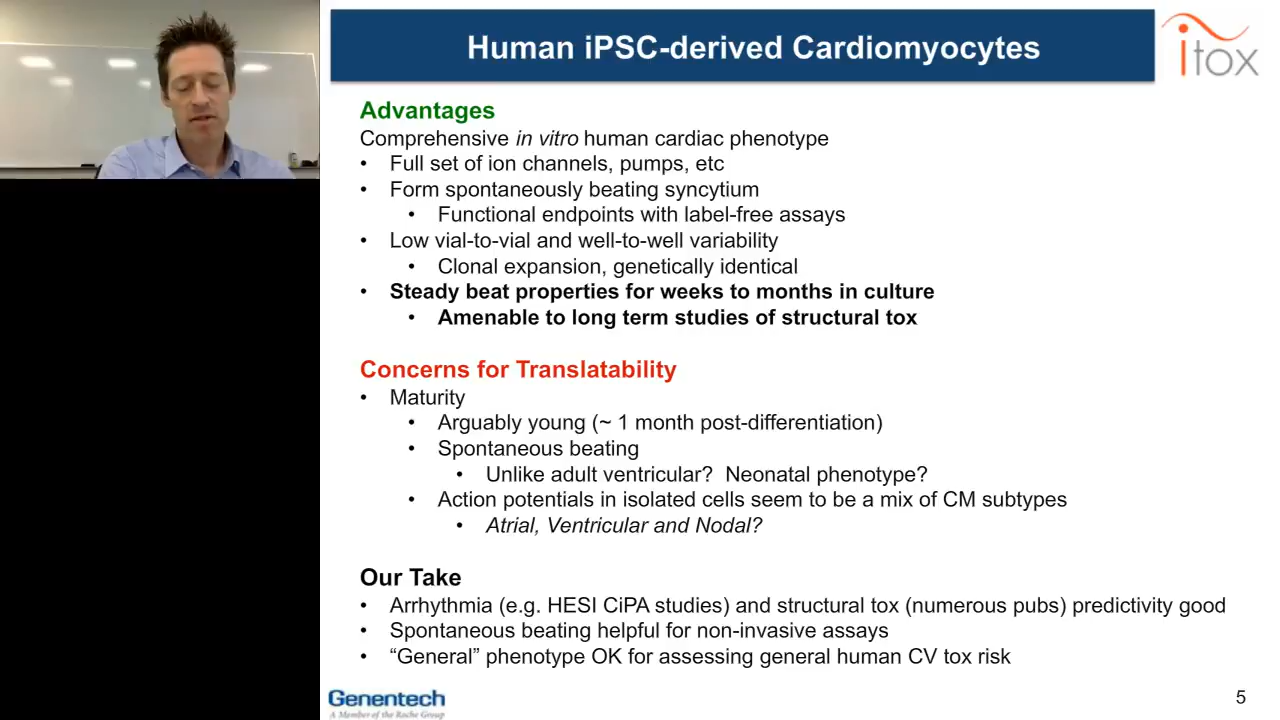 Human iPSC-derived Cardiomyocytes
itox
Advantages
Comprehensive in vitro human cardiac phenotype
• Full set of ion channels, pumps, etc
• Form spontaneously beating syncytium
• Functional endpoints with label-free assays
• Low vial-to-vial and well-to-well variability
• Clonal expansion, genetically identical
• Steady beat properties for weeks to months in culture
• Amenable to long term studies of structural tox
Concerns for Translatability
• Maturity
• Arguably young (~ 1 month post-differentiation)
• Spontaneous beating
• Unlike adult ventricular? Neonatal phenotype?
• Action potentials in isolated cells seem to be a mix of CM subtypes
• Atrial, Ventricular and Nodal?
Our Take
• Arrhythmia (e.g. HESI CiPA studies) and structural tox (numerous pubs) predictivity good
• Spontaneous beating helpful for non-invasive assays
• “General” phenotype OK for assessing general human CV tox risk
Genentech
A Member of the Roche Group
5